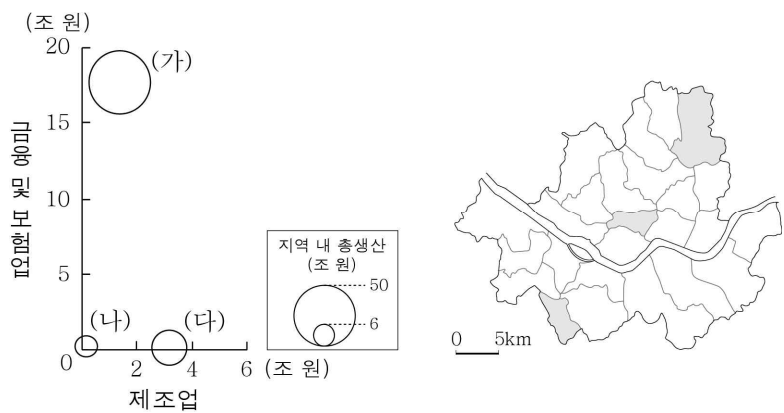 (조 원)
20
15
10
5
0
금융 및 보험업
(가)
(나)
(다)
2
4
6
(조 원)
제조업
지역 내 총생산
(조 원)
50
6
0
5km